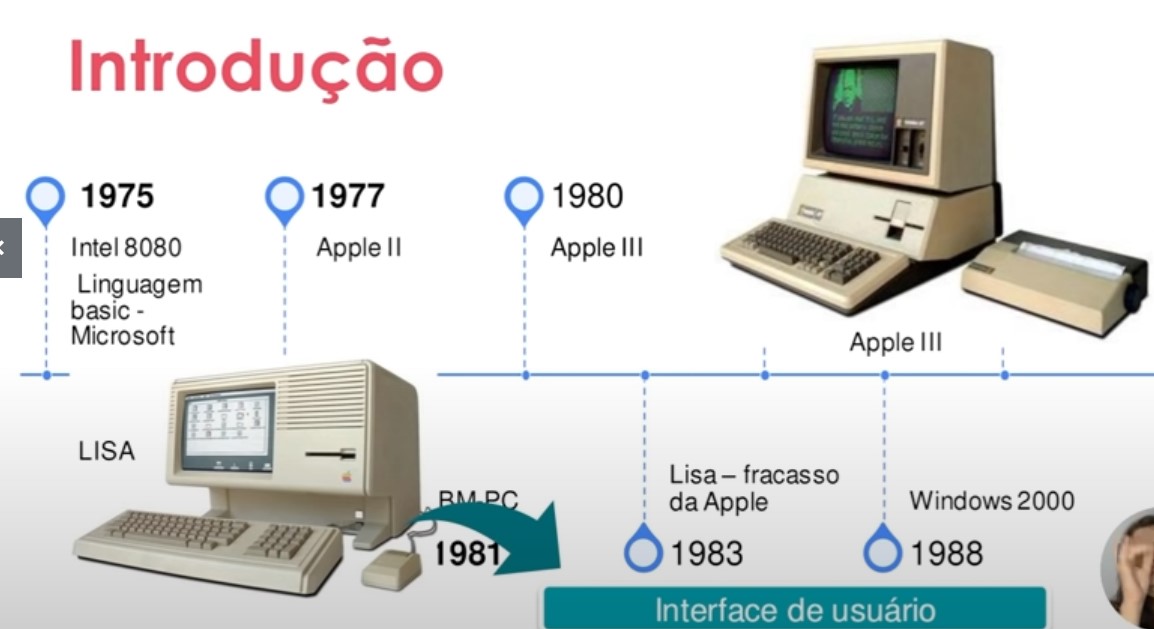 Introdução
1975
Intel 8080
Linguagem
basic -
Microsoft
1977
Apple II
1980
Apple III
Apple III
LISA
BM PC
1981
Lisa – fracasso
da Apple
1983
Windows 2000
1988
Interface de usuário